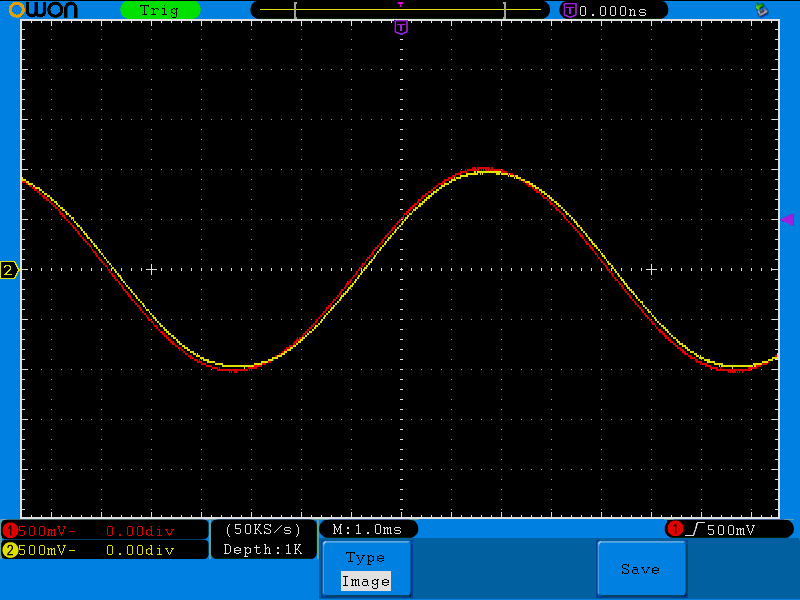 owon Trig T 0.000ns
T
2
1 500mV- 0.00div (50KS/s) M:1.0ms 1 500mV
2 500mV- 0.00div Depth:1K
Type
Image
Save